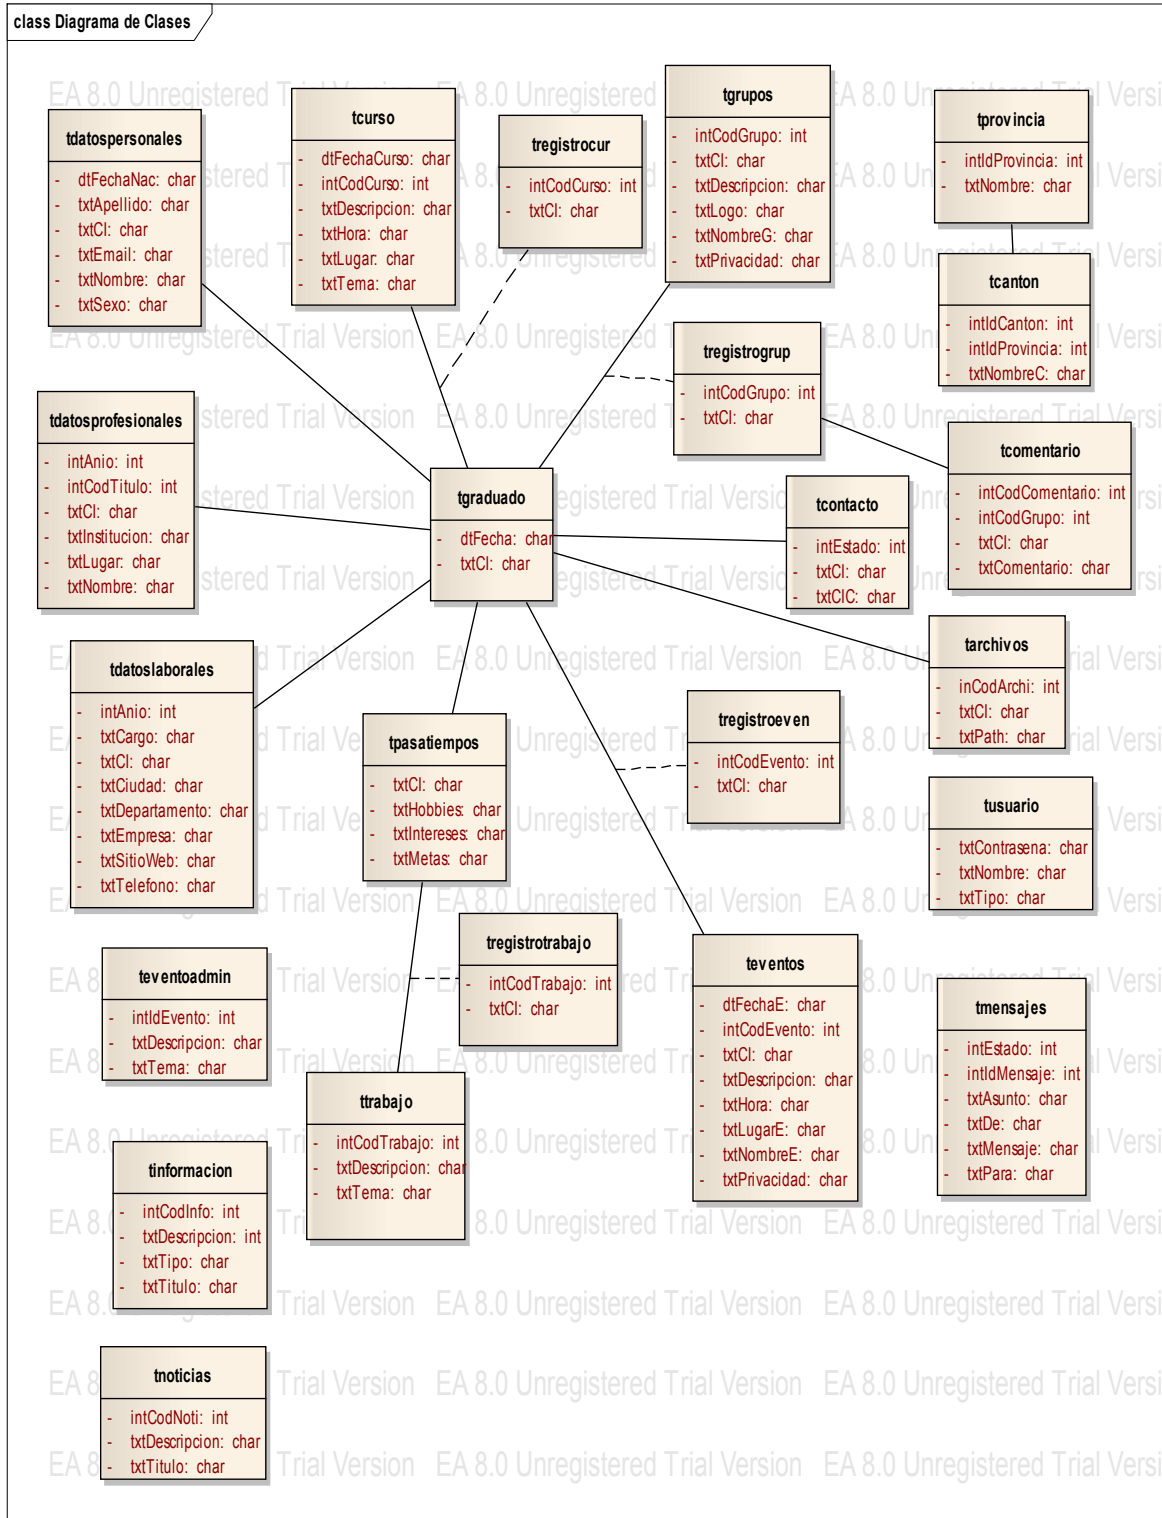 class Diagrama de Clases
EA 8.0 Unregistered Trial Version
tdatospersonales
- dtFechaNac: char
- txtApellido: char
- txtCI: char
- txtEmail: char
- txtNombre: char
- txtSexo: char
tcurso
- dtFechaCurso: char
- intCodCurso: int
- txtDescripcion: char
- txtHora: char
- txtLugar: char
- txtTema: char
tregistrocur
- intCodCurso: int
- txtCI: char
tgrupos
- intCodGrupo: int
- txtCI: char
- txtDescripcion: char
- txtLogo: char
- txtNombreG: char
- txtPrivacidad: char
tprovincia
- intIdProvincia: int
- txtNombre: char
tcanton
- intIdCanton: int
- intIdProvincia: int
- txtNombreC: char
tregistrogrup
- intCodGrupo: int
- txtCI: char
tdatosprofesionales
- intAnio: int
- intCodTitulo: int
- txtCI: char
- txtInstitucion: char
- txtLugar: char
- txtNombre: char
tgraduado
- dtFecha: char
- txtCI: char
tcontacto
- intEstado: int
- txtCI: char
- txtCIC: char
tcomentario
- intCodComentario: int
- intCodGrupo: int
- txtCI: char
- txtComentario: char
tarchivos
- inCodArchi: int
- txtCI: char
- txtPath: char
tdatoslaborales
- intAnio: int
- txtCargo: char
- txtCI: char
- txtCiudad: char
- txtDepartamento: char
- txtEmpresa: char
- txtSitioWeb: char
- txtTelefono: char
tpasatiempos
- txtCI: char
- txtHobbies: char
- txtIntereses: char
- txtMetas: char
tregistroeven
- intCodEvento: int
- txtCI: char
tusuario
- txtContrasena: char
- txtNombre: char
- txtTipo: char
teventoadmin
- intIdEvento: int
- txtDescripcion: char
- txtTema: char
tregistrotrabajo
- intCodTrabajo: int
- txtCI: char
teventos
- dtFechaE: char
- intCodEvento: int
- txtCI: char
- txtDescripcion: char
- txtHora: char
- txtLugarE: char
- txtNombreE: char
- txtPrivacidad: char
tmensajes
- intEstado: int
- intIdMensaje: int
- txtAsunto: char
- txtDe: char
- txtMensaje: char
- txtPara: char
ttrabajo
- intCodTrabajo: int
- txtDescripcion: char
- txtTema: char
tinformacion
- intCodInfo: int
- txtDescripcion: int
- txtTipo: char
- txtTitulo: char
tnoticias
- intCodNoti: int
- txtDescripcion: char
- txtTitulo: char